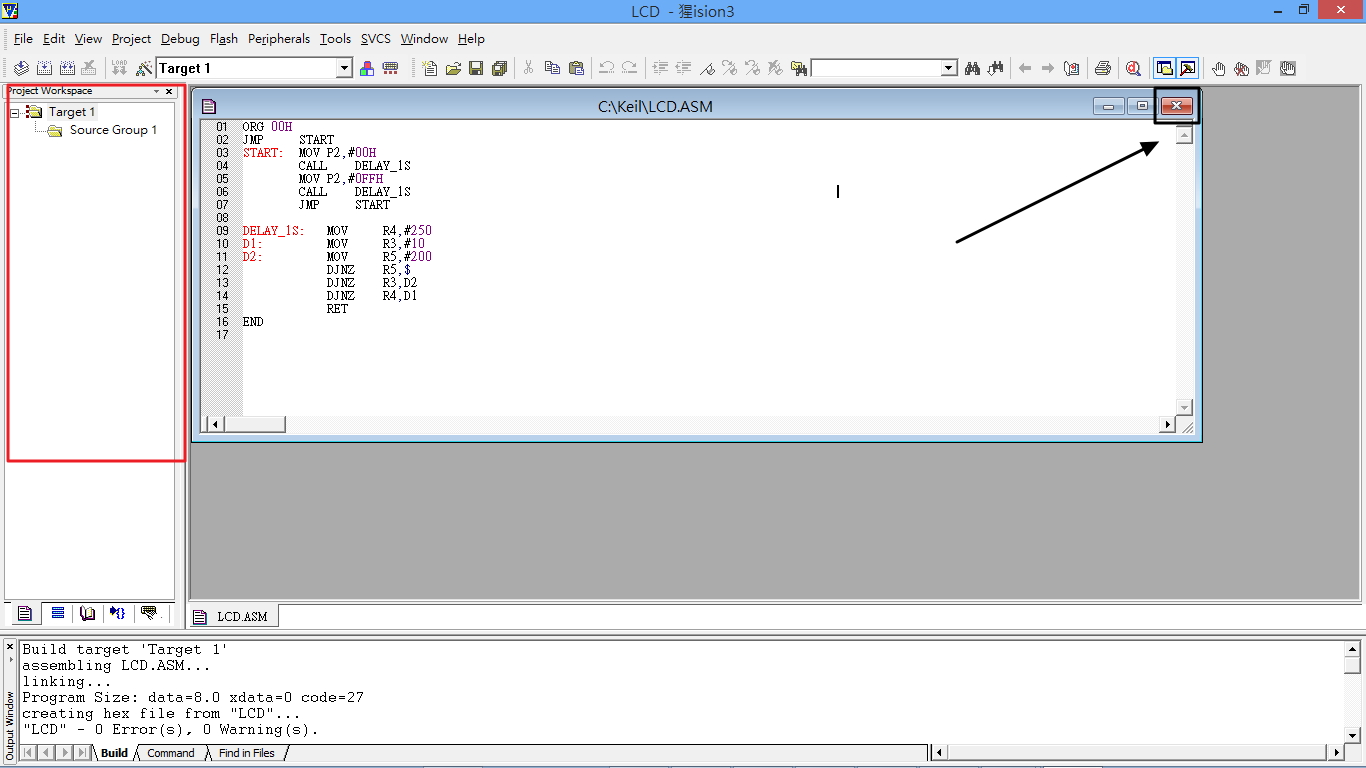 LCD - 猩ision3
File Edit View Project Debug Flash Peripherals Tools SVCS Window Help
LOAD Target 1
Project Workspace
Target 1
Source Group 1
C:\Keil\LCD.ASM
01 ORG 00H
02 JMP START
03 START: MOV P2,#00H
04 CALL DELAY_1S
05 MOV P2,#0FFH
06 CALL DELAY_1S
07 JMP START
08
09 DELAY_1S: MOV R4,#250
10 D1: MOV R3,#10
11 D2: MOV R5,#200
12 DJNZ R5,$
13 DJNZ R3,D2
14 DJNZ R4,D1
15 RET
16 END
17
LCD.ASM
Output Window
Build target 'Target 1'
assembling LCD.ASM...
linking...
Program Size: data=8.0 xdata=0 code=27
creating hex file from "LCD"...
"LCD" - 0 Error(s), 0 Warning(s).
Build Command Find in Files